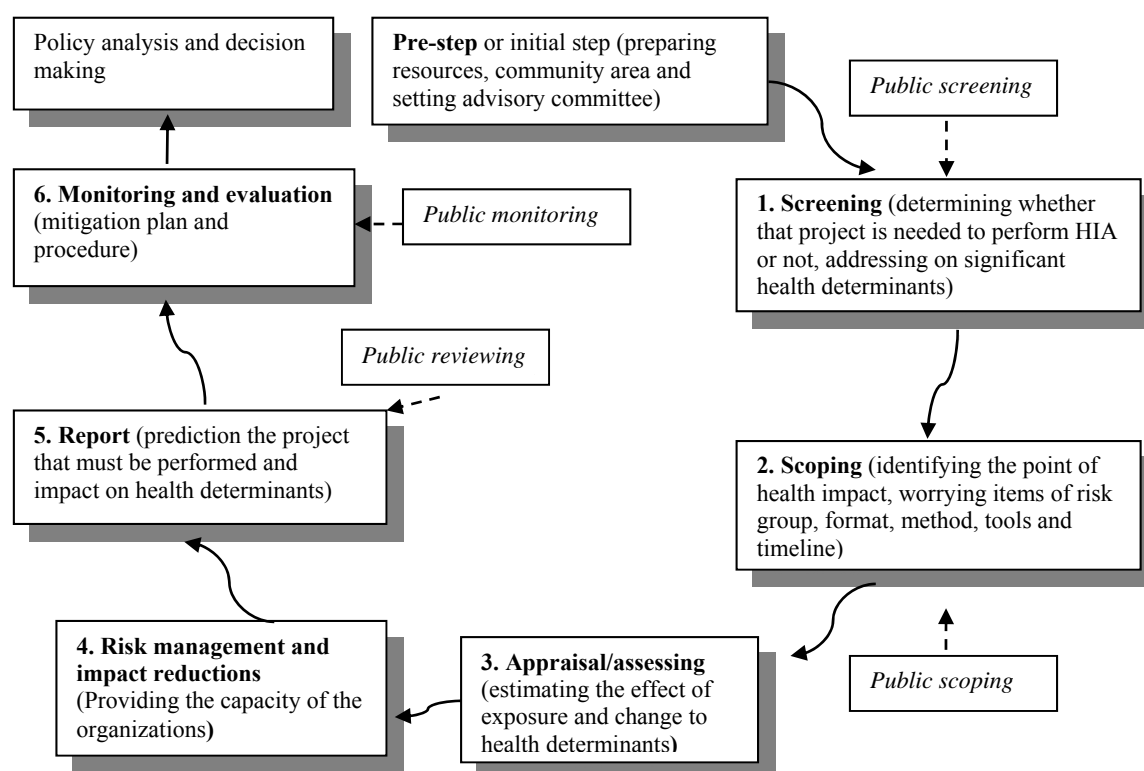 Policy analysis and decision
making
Pre-step or initial step (preparing
resources, community area and
setting advisory committee)
Public screening
1. Screening (determining whether
that project is needed to perform HIA
or not, addressing on significant
health determinants)
2. Scoping (identifying the point of
health impact, worrying items of risk
group, format, method, tools and
timeline)
Public scoping
3. Appraisal/assessing
(estimating the effect of
exposure and change to
health determinants)
4. Risk management and
impact reductions
(Providing the capacity of the
organizations)
5. Report (prediction the project
that must be performed and
impact on health determinants)
Public reviewing
6. Monitoring and evaluation
(mitigation plan and
procedure)
Public monitoring